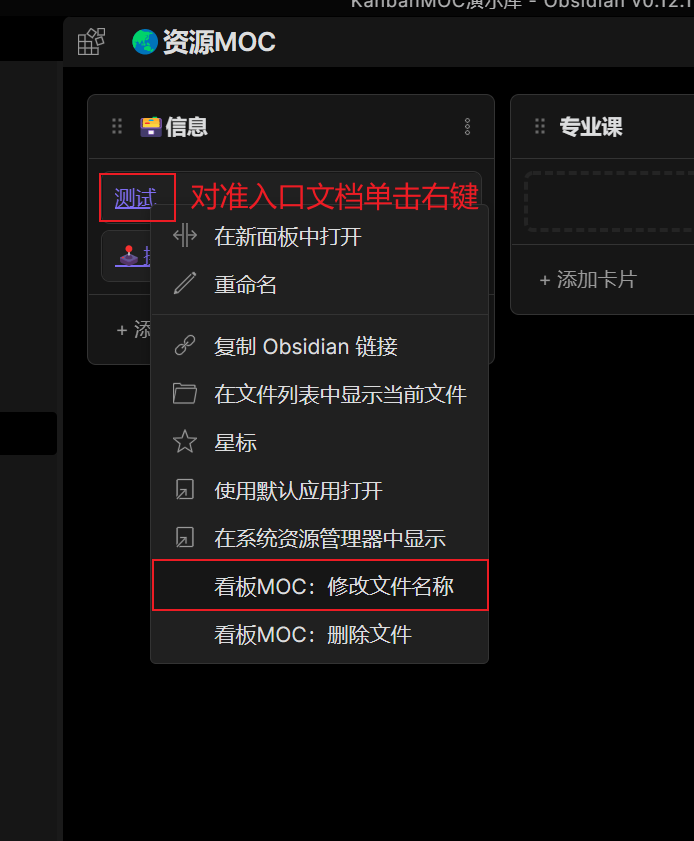 KanbanMOC演示库 - Obsidian v0.12.1
资源MOC
信息
专业课
测试
对准入口文档单击右键
在新面板中打开
重命名
+ 添加卡片
+ 添
复制 Obsidian 链接
在文件列表中显示当前文件
星标
使用默认应用打开
在系统资源管理器中显示
看板MOC：修改文件名称
看板MOC：删除文件